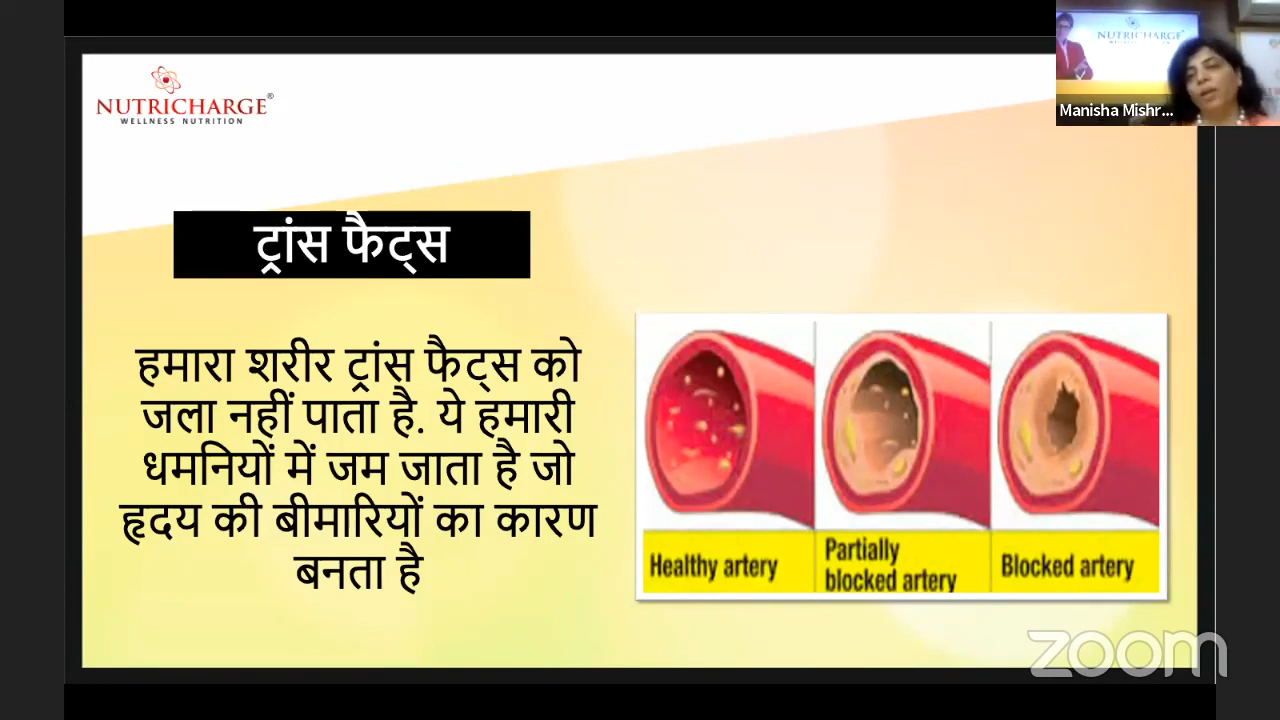 NUTRICHARGE®
WELLNESS NUTRITION
NUTRICHARGE
Manisha Mishr...
ट्रांस फैट्स
हमारा शरीर ट्रांस फैट्स को
जला नहीं पाता है. ये हमारी
धमनियों में जम जाता है जो
हृदय की बीमारियों का कारण
बनता है
Healthy artery
Partially
blocked artery
Blocked artery
zoom